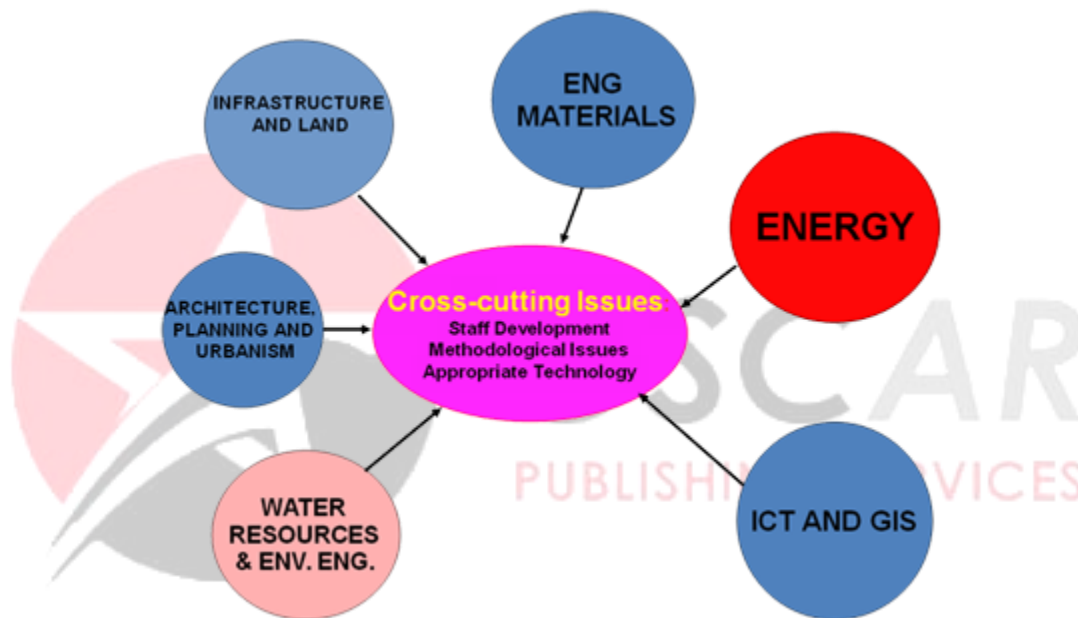 INFRASTRUCTURE
AND LAND
ENG
MATERIALS
ENERGY
ARCHITECTURE,
PLANNING AND
URBANISM
Cross-cutting Issues:
Staff Development
Methodological Issues
Appropriate Technology
WATER
RESOURCES
& ENV. ENG.
ICT AND GIS
SCAR
PUBLISHI VICES